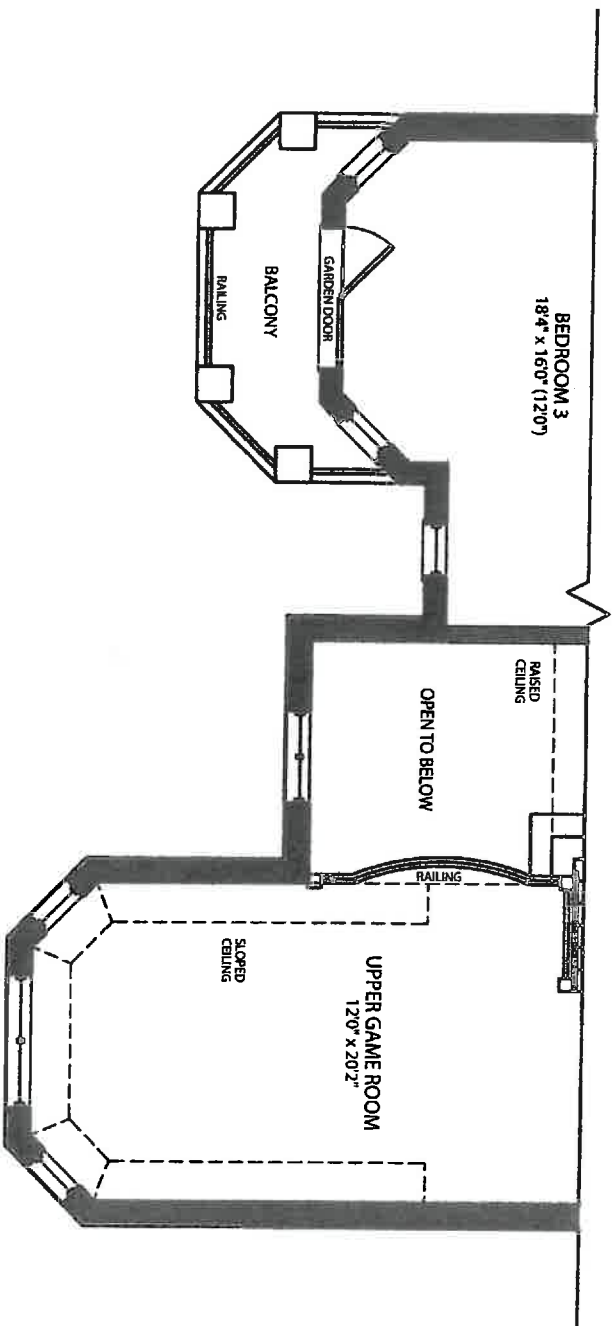 BEDROOM 3
18'4" x 16'0" (12'0")
GARDEN DOOR
BALCONY
RAILING
RAISED
CEILING
OPEN TO BELOW
RAILING
UPPER GAME ROOM
12'0" x 20'2"
SLOPED
CEILING